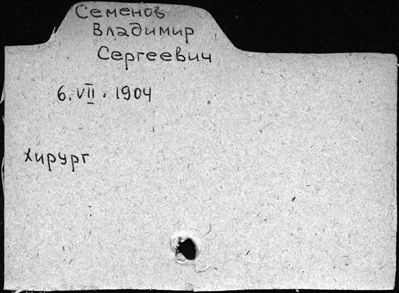 Семенов
Владимир
Сергеевич
6.VII.1904
хирург